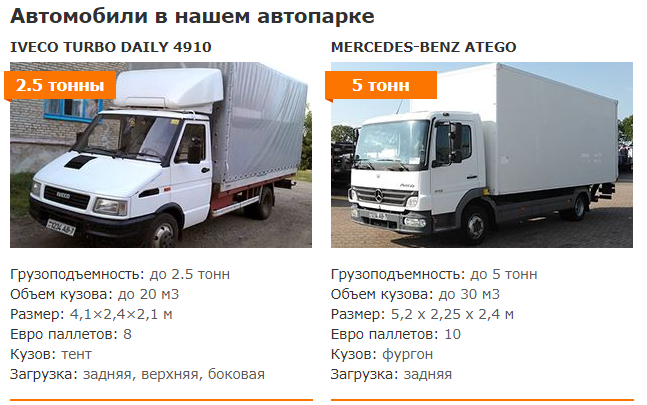 Автомобили в нашем автопарке
IVECO TURBO DAILY 4910
2.5 тонны
IVECO
Грузоподъемность: до 2.5 тонн
Объем кузова: до 20 м3
Размер: 4,1×2,4×2,1 м
Евро паллетов: 8
Кузов: тент
Загрузка: задняя, верхняя, боковая
MERCEDES-BENZ ATEGO
5 тонн
Грузоподъемность: до 5 тонн
Объем кузова: до 30 м3
Размер: 5,2 x 2,25 x 2,4 м
Евро паллетов: 10
Кузов: фургон
Загрузка: задняя